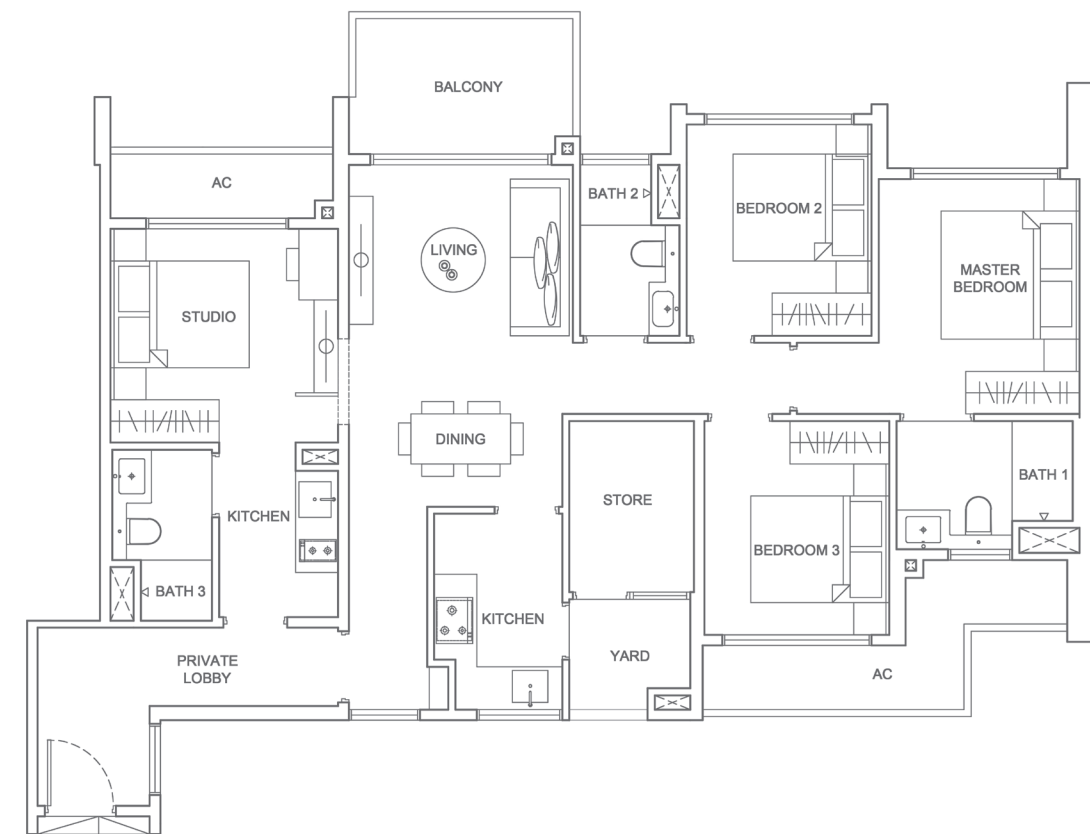 BALCONY
AC
BATH 2
BEDROOM 2
LIVING
MASTER
BEDROOM
STUDIO
DINING
BATH 1
STORE
KITCHEN
BEDROOM 3
BATH 3
KITCHEN
YARD
PRIVATE
LOBBY
AC